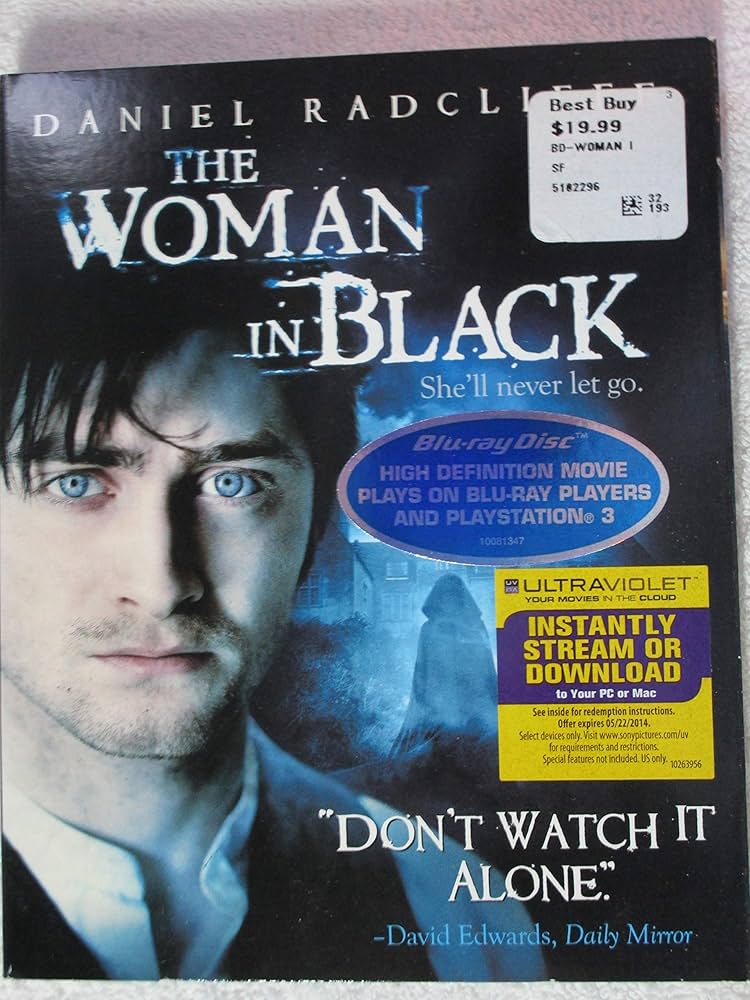 DANIEL RADCLIFFE
Best Buy 3
$19.99
BD-WOMAN I
SF
5182296
32
193
THE
WOMAN
IN BLACK
She'll never let go.
Blu-ray Disc™
HIGH DEFINITION MOVIE
PLAYS ON BLU-RAY PLAYERS
AND PLAYSTATION® 3
10081347
UV
ULTRAVIOLET™
YOUR MOVIES IN THE CLOUD
INSTANTLY
STREAM OR
DOWNLOAD
to Your PC or Mac
See inside for redemption instructions.
Offer expires 05/22/2014.
Select devices only. Visit www.sonypictures.com/uv
for requirements and restrictions.
Special features not included. US only. 10263956
"DON'T WATCH IT
ALONE."
–David Edwards, Daily Mirror